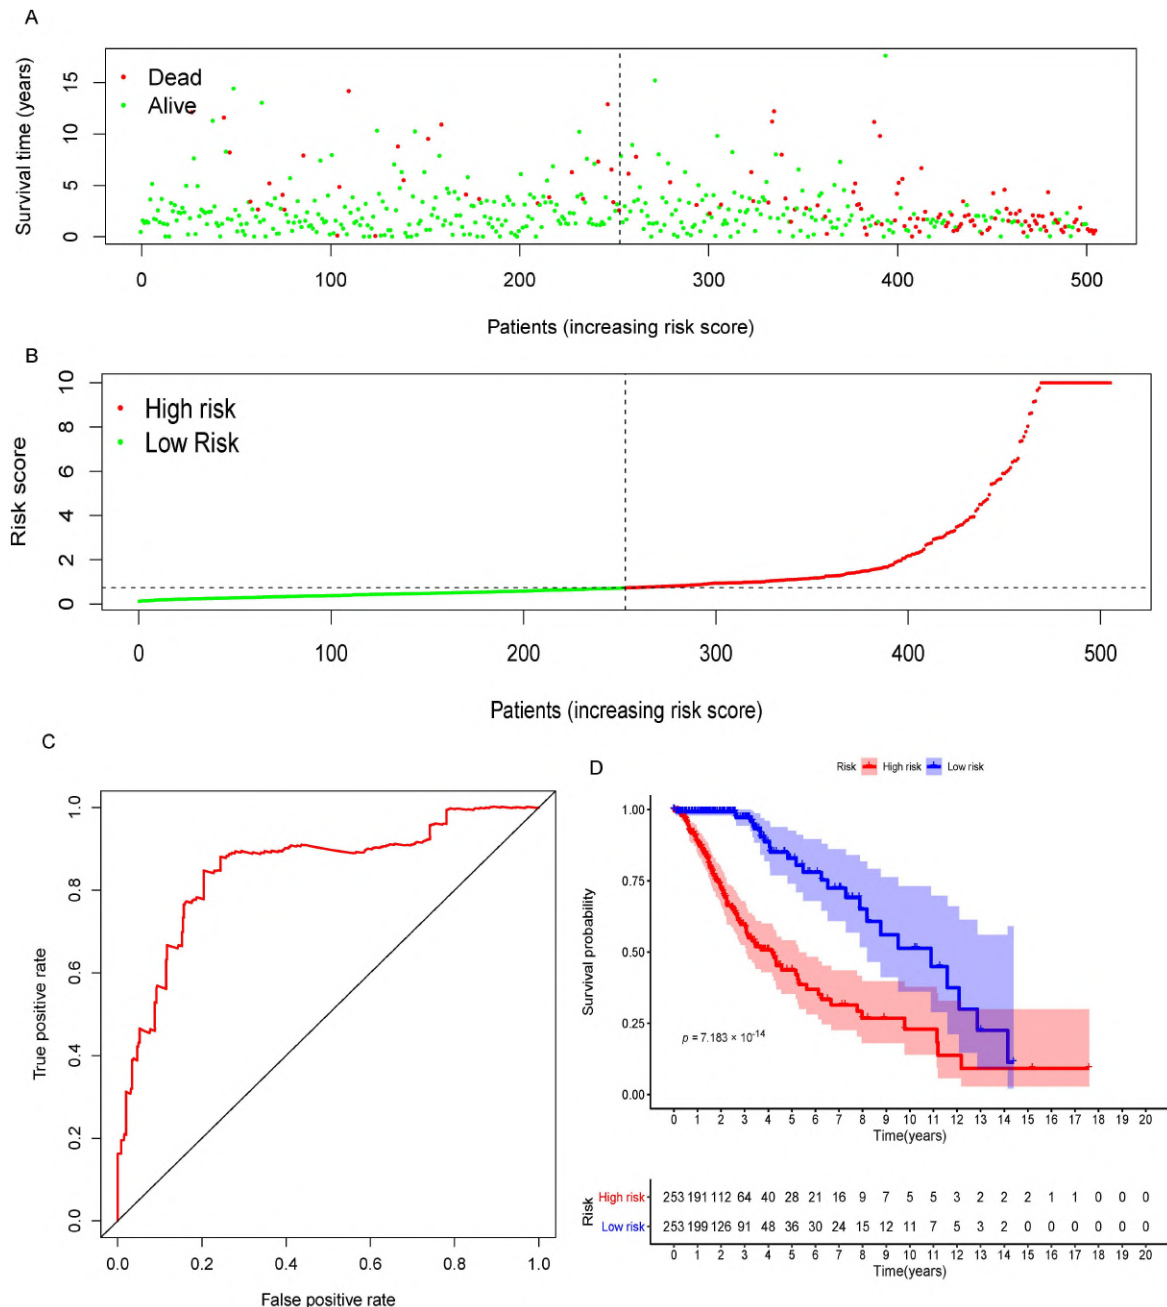 A
Survival time (years)
0 5 10 15
Dead
Alive
0 100 200 300 400 500
Patients (increasing risk score)
B
Risk score
0 2 4 6 8 10
High risk
Low Risk
0 100 200 300 400 500
Patients (increasing risk score)
C
True positive rate
0.0 0.2 0.4 0.6 0.8 1.0
0.0 0.2 0.4 0.6 0.8 1.0
False positive rate
D
Risk High risk Low risk
Survival probability
1.00
0.75
0.50
0.25
0.00
p = 7.183 × 10-14
0 1 2 3 4 5 6 7 8 9 10 11 12 13 14 15 16 17 18 19 20
Time(years)
Risk
High risk 253 191 112 64 40 28 21 16 9 7 5 5 3 2 2 2 1 1 0 0 0
Low risk 253 199 126 91 48 36 30 24 15 12 11 7 5 3 2 0 0 0 0 0 0
0 1 2 3 4 5 6 7 8 9 10 11 12 13 14 15 16 17 18 19 20
Time(years)